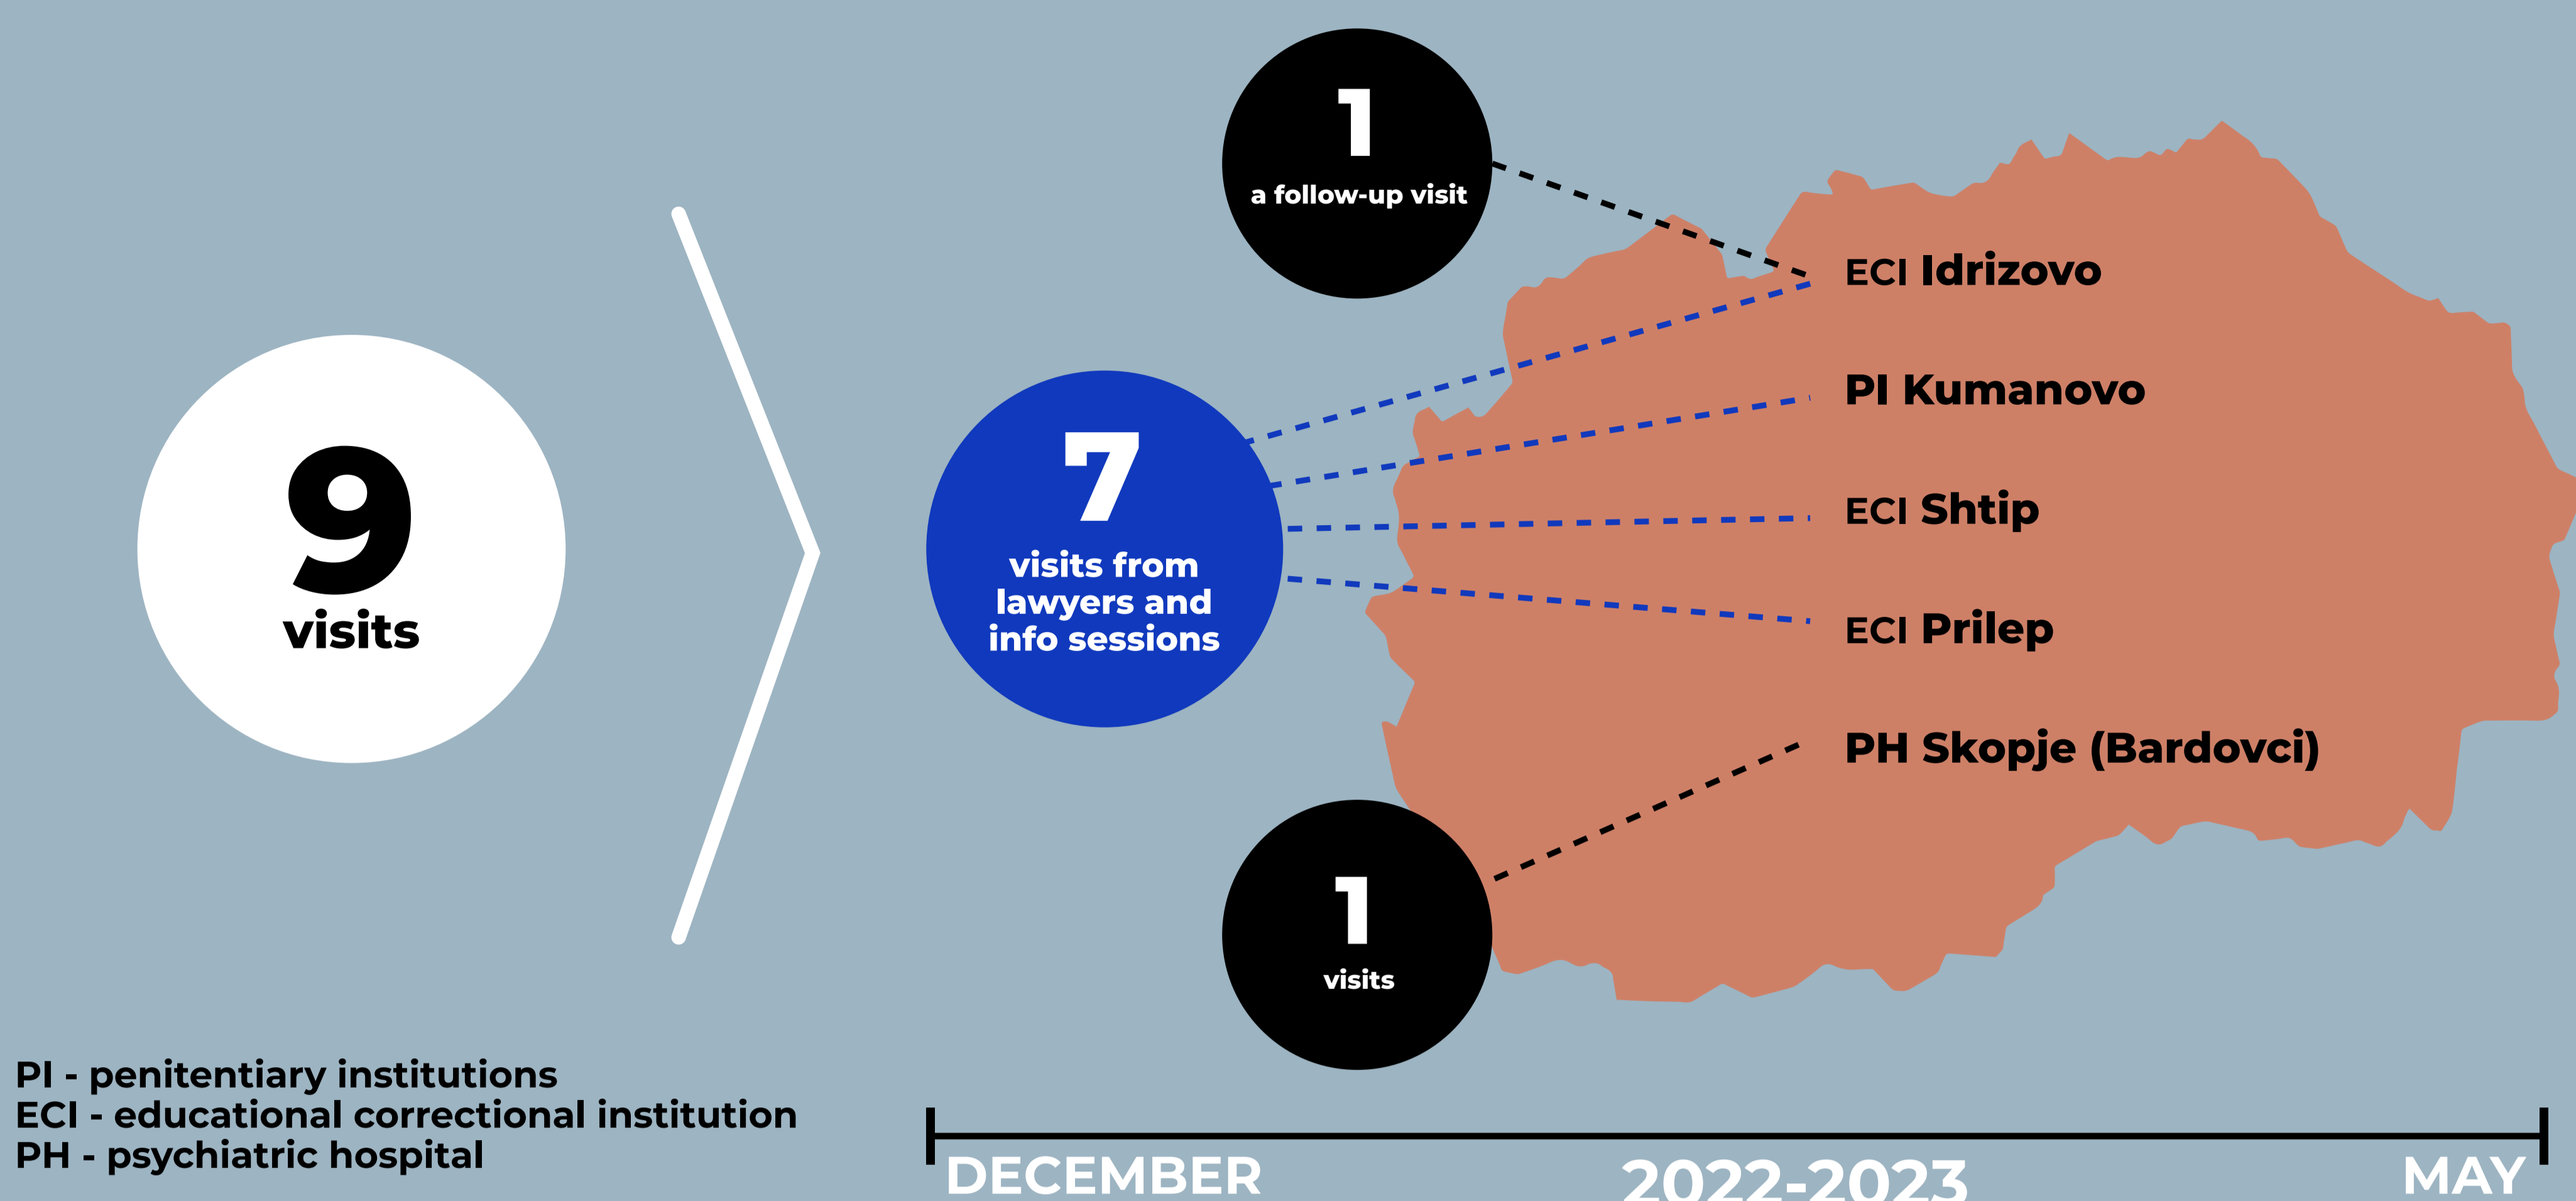 9
visits
1
a follow-up visit
7
visits from
lawyers and
info sessions
1
visits
ECI Idrizovo
PI Kumanovo
ECI Shtip
ECI Prilep
PH Skopje (Bardovci)
PI - penitentiary institutions
ECI - educational correctional institution
PH - psychiatric hospital
DECEMBER
2022-2023
MAY